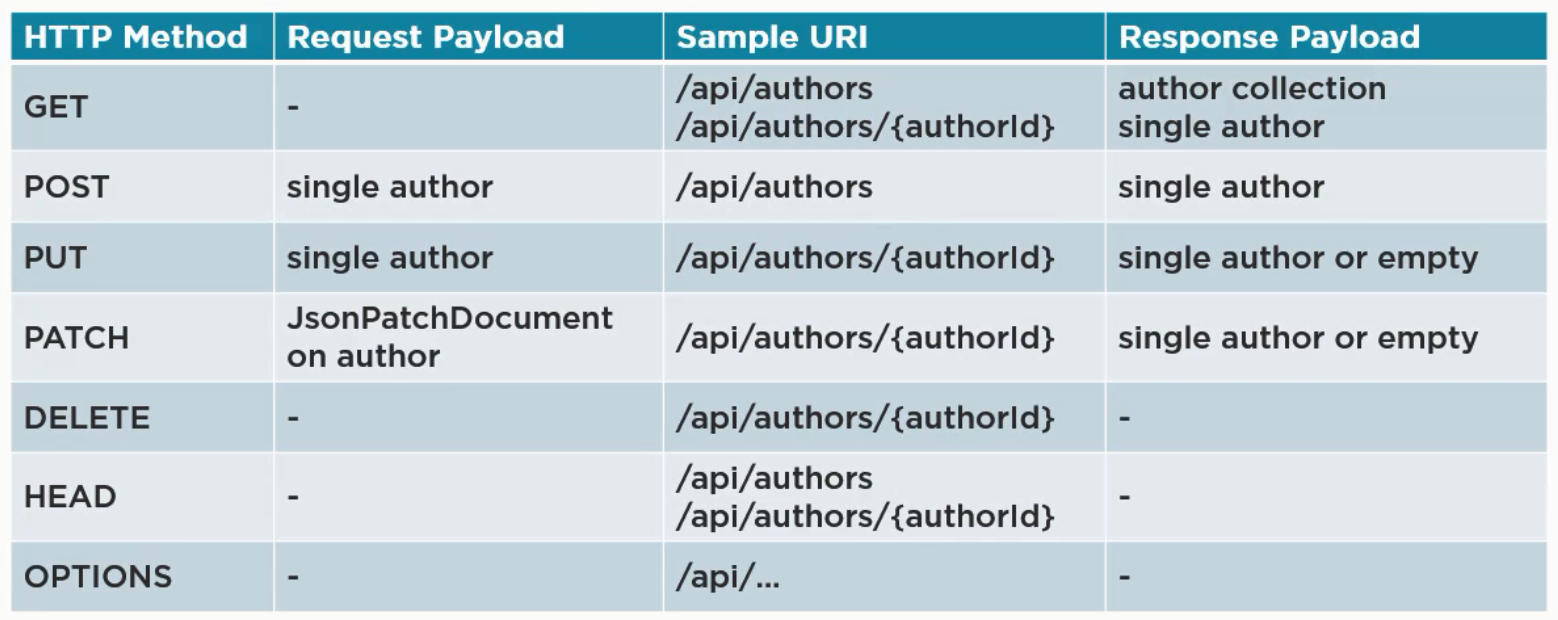 HTTP Method Request Payload Sample URI Response Payload
GET - /api/authors author collection
/api/authors/{authorId} single author
POST single author /api/authors single author
PUT single author /api/authors/{authorId} single author or empty
PATCH JsonPatchDocument on author /api/authors/{authorId} single author or empty
DELETE - /api/authors/{authorId} -
HEAD - /api/authors
/api/authors/{authorId} -
OPTIONS - /api/... -